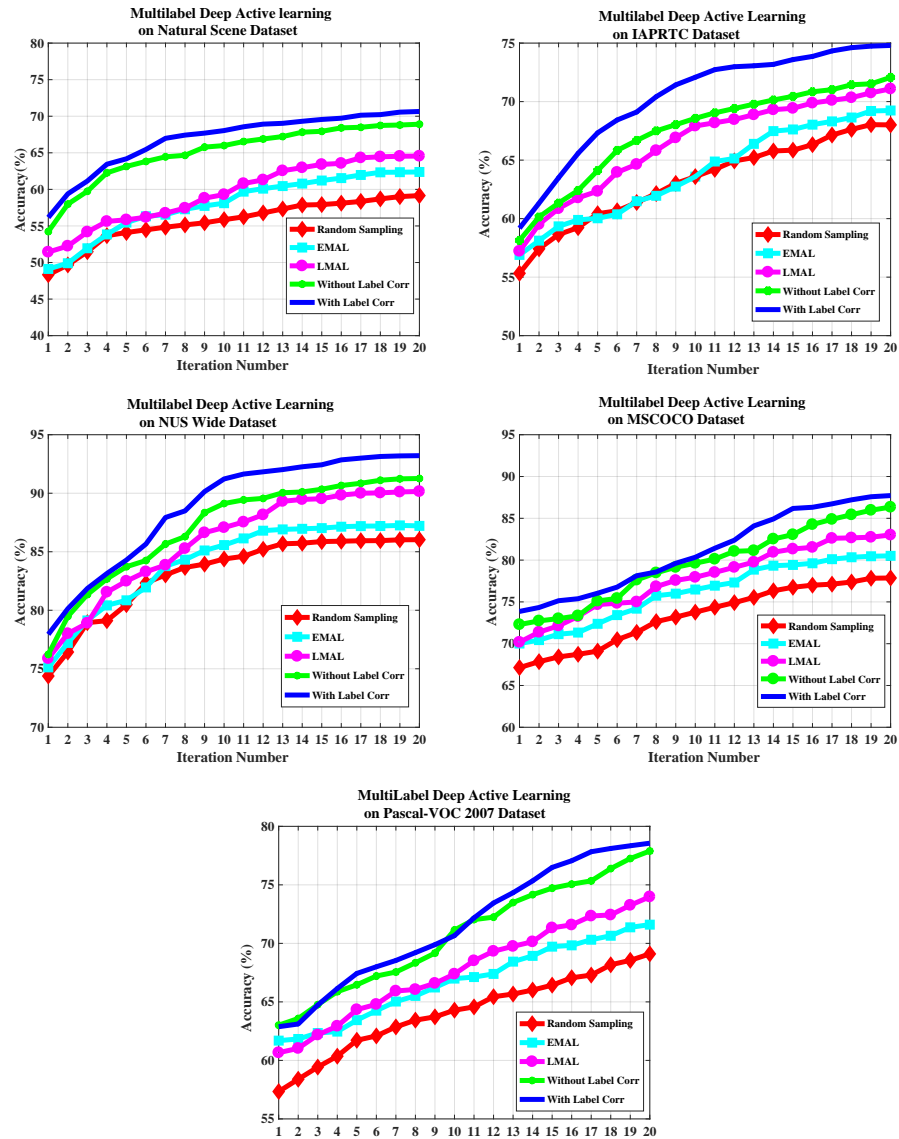 Multilabel Deep Active learning
on Natural Scene Dataset
80
75
70
65
60
55
50
45
40
Accuracy(%)
Random Sampling
EMAL
LMAL
Without Label Corr
With Label Corr
1 2 3 4 5 6 7 8 9 10 11 12 13 14 15 16 17 18 19 20
Iteration Number
Multilabel Deep Active Learning
on IAPRTC Dataset
75
70
65
60
55
50
Accuracy (%)
Random Sampling
EMAL
LMAL
Without Label Corr
With Label Corr
1 2 3 4 5 6 7 8 9 10 11 12 13 14 15 16 17 18 19 20
Iteration Number
Multilabel Deep Active Learning
on NUS Wide Dataset
95
90
85
80
75
70
Accuracy (%)
Random Sampling
EMAL
LMAL
Without Label Corr
With Label Corr
1 2 3 4 5 6 7 8 9 10 11 12 13 14 15 16 17 18 19 20
Iteration Number
Multilabel Deep Active Learning
on MSCOCO Dataset
95
90
85
80
75
70
65
60
Accuracy (%)
Random Sampling
EMAL
LMAL
Without Label Corr
With Label Corr
1 2 3 4 5 6 7 8 9 10 11 12 13 14 15 16 17 18 19 20
Iteration Number
MultiLabel Deep Active Learning
on Pascal-VOC 2007 Dataset
80
75
70
65
60
55
Accuracy (%)
Random Sampling
EMAL
LMAL
Without Label Corr
With Label Corr
1 2 3 4 5 6 7 8 9 10 11 12 13 14 15 16 17 18 19 20